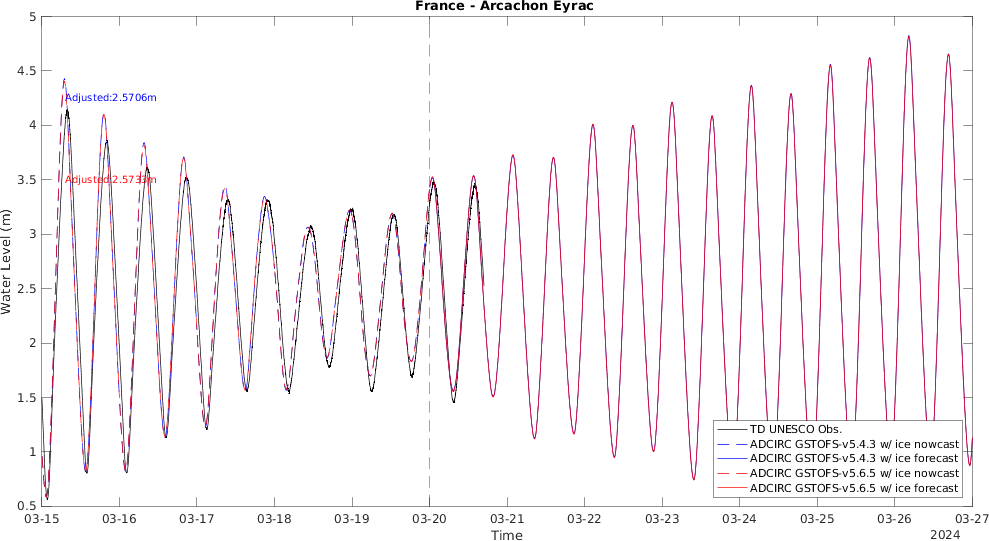 France - Arcachon Eyrac
5
4.5
4
3.5
3
2.5
2
1.5
1
0.5
Water Level (m)
Adjusted:2.5706m
Adjusted:2.5733m
TD UNESCO Obs.
ADCIRC GSTOFS-v5.4.3 w/ ice nowcast
ADCIRC GSTOFS-v5.4.3 w/ ice forecast
ADCIRC GSTOFS-v5.6.5 w/ ice nowcast
ADCIRC GSTOFS-v5.6.5 w/ ice forecast
03-15 03-16 03-17 03-18 03-19 03-20 03-21 03-22 03-23 03-24 03-25 03-26 03-27
Time
2024